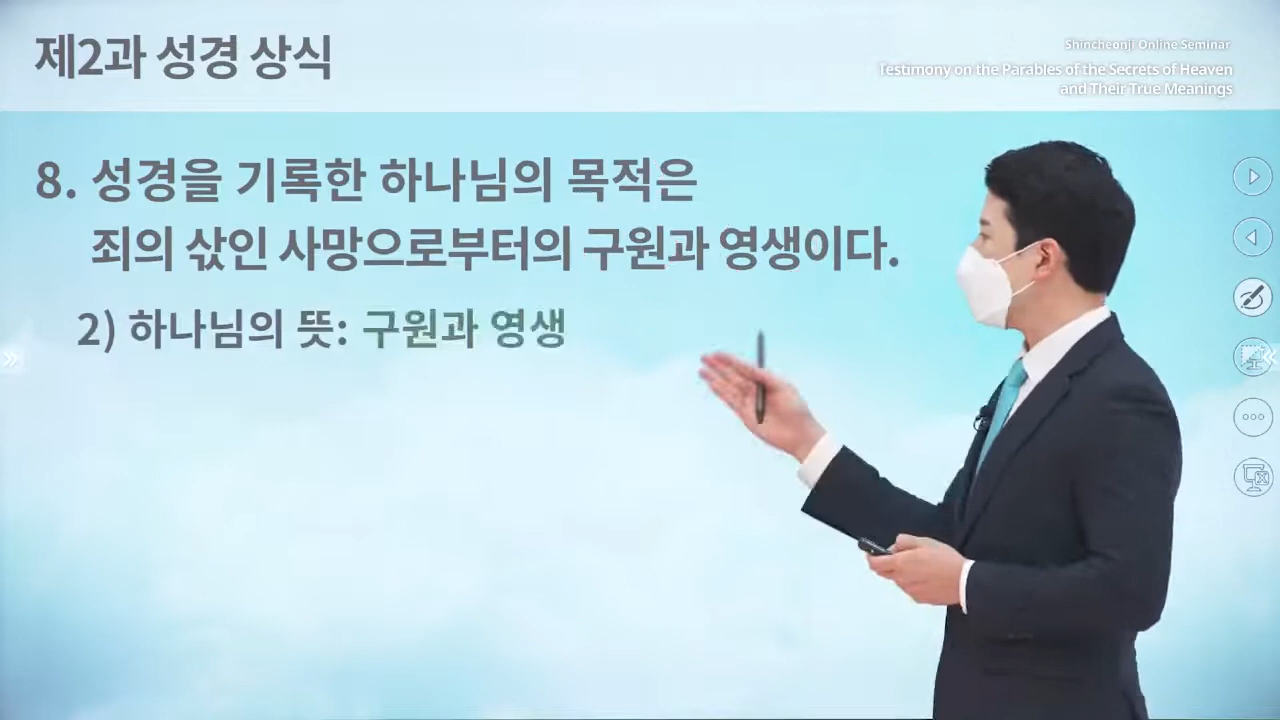 제2과 성경 상식
Shincheonji Online Seminar
Testimony on the Parables of the Secrets of Heaven
and Their True Meanings
8. 성경을 기록한 하나님의 목적은
죄의 삯인 사망으로부터의 구원과 영생이다.
2) 하나님의 뜻: 구원과 영생